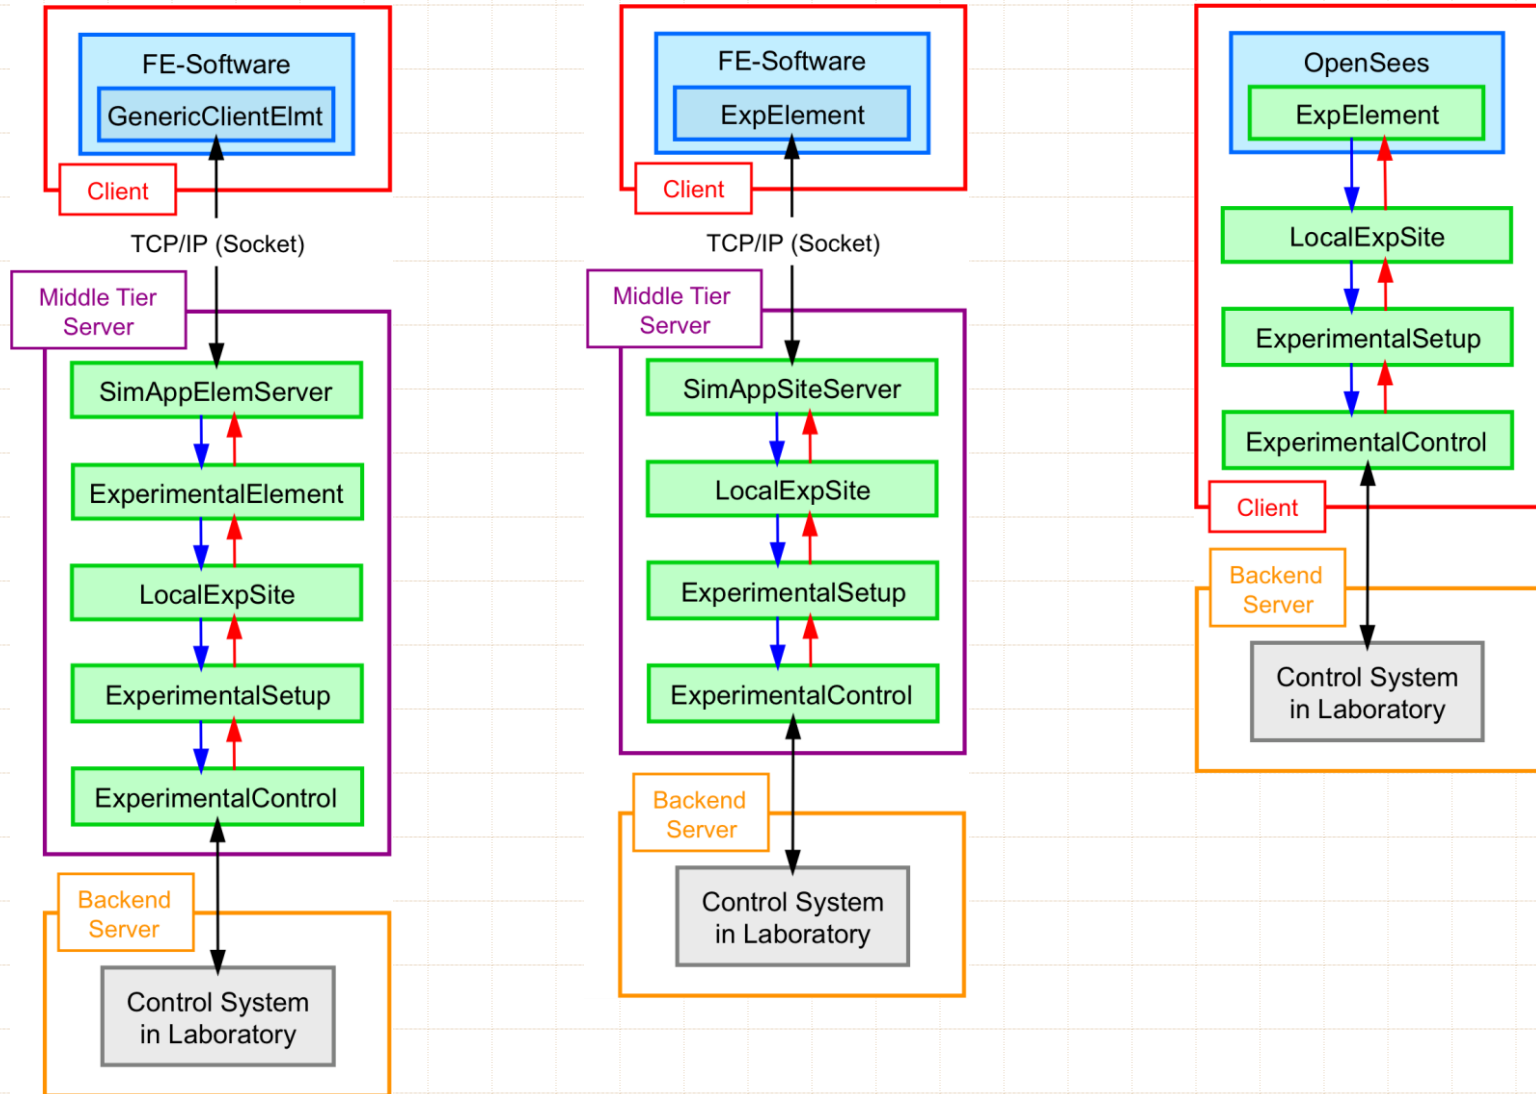 FE-Software
GenericClientElmt
Client
TCP/IP (Socket)
Middle Tier
Server
SimAppElemServer
ExperimentalElement
LocalExpSite
ExperimentalSetup
ExperimentalControl
Backend
Server
Control System
in Laboratory
FE-Software
ExpElement
Client
TCP/IP (Socket)
Middle Tier
Server
SimAppSiteServer
LocalExpSite
ExperimentalSetup
ExperimentalControl
Backend
Server
Control System
in Laboratory
OpenSees
ExpElement
LocalExpSite
ExperimentalSetup
ExperimentalControl
Client
Backend
Server
Control System
in Laboratory